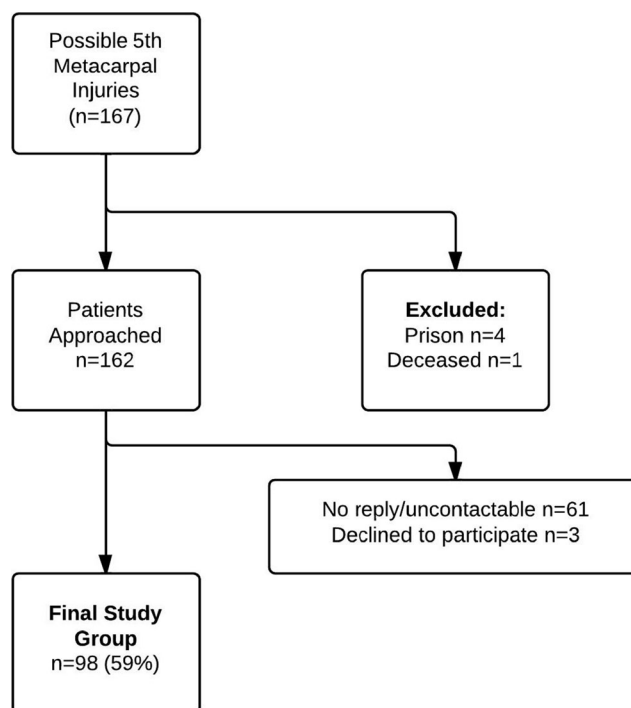 Possible 5th
Metacarpal
Injuries
(n=167)
Patients
Approached
n=162
Excluded:
Prison n=4
Deceased n=1
No reply/uncontactable n=61
Declined to participate n=3
Final Study
Group
n=98 (59%)